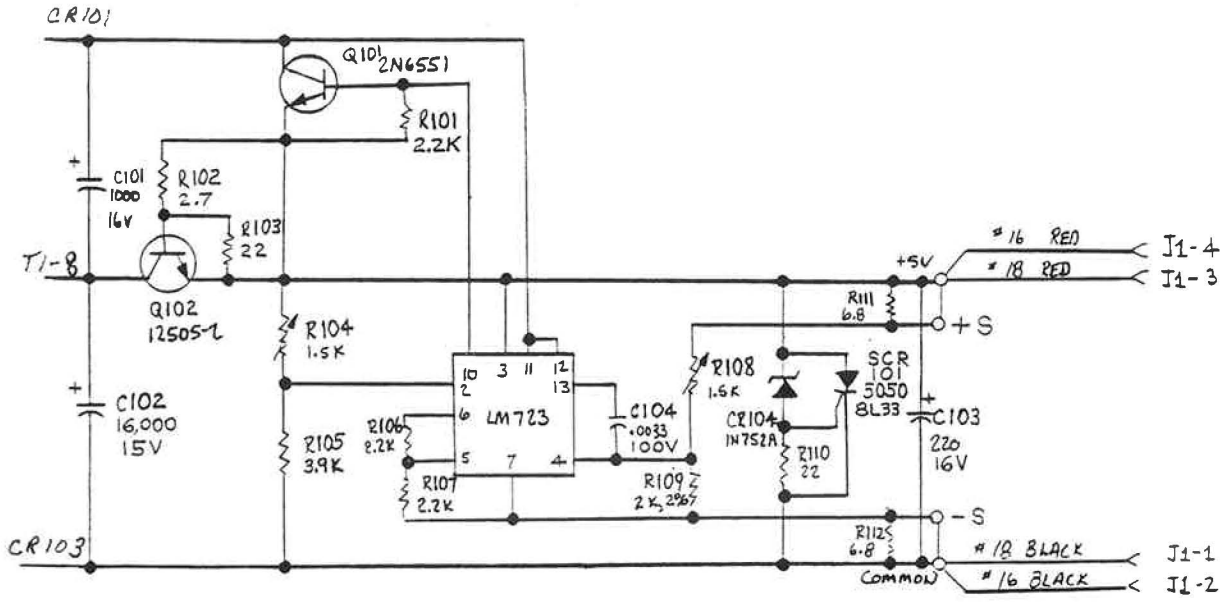 CR101
Q101
2N6551
R101
2.2K
+
C101
1000
16V
R102
2.7
R103
22
T1-8
Q102
+5V
#16 RED
J1-4
#18 RED
J1-3
R111
6.8
+S
R104
1.5K
10 3 11 12
2 13
6
LM723
5 7 4
C104
.0033
100V
R108
1.5K
SCR
101
5050
8L33
CR104
1N752A
+
C103
220
16V
+
C102
16,000
15V
R105
3.9K
R106
2.2K
R107
2.2K
R109
2K, 2%
R110
22
-S
R112
6.8
CR103
COMMON
#18 BLACK
J1-1
#16 BLACK
J1-2